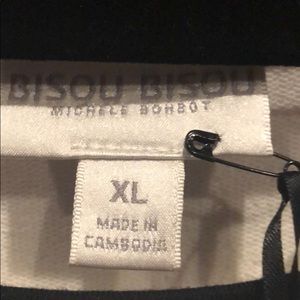 BISOU BISOU
MICHELE BOHBOT
XL
MADE IN
CAMBODIA